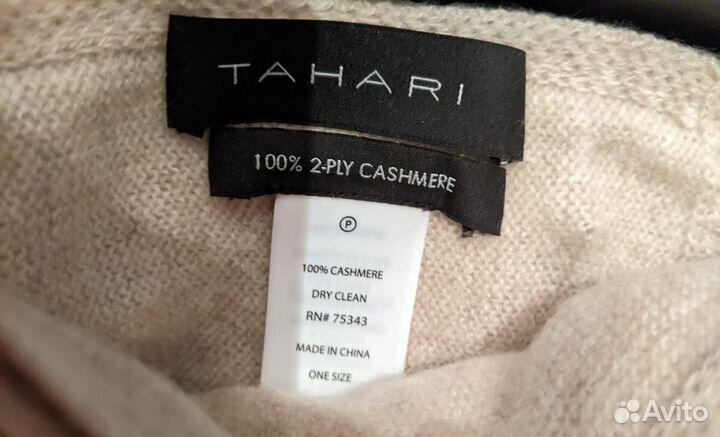 TAHARI
100% 2-PLY CASHMERE
P
100% CASHMERE
DRY CLEAN
RN# 75343
MADE IN CHINA
ONE SIZE
Avito